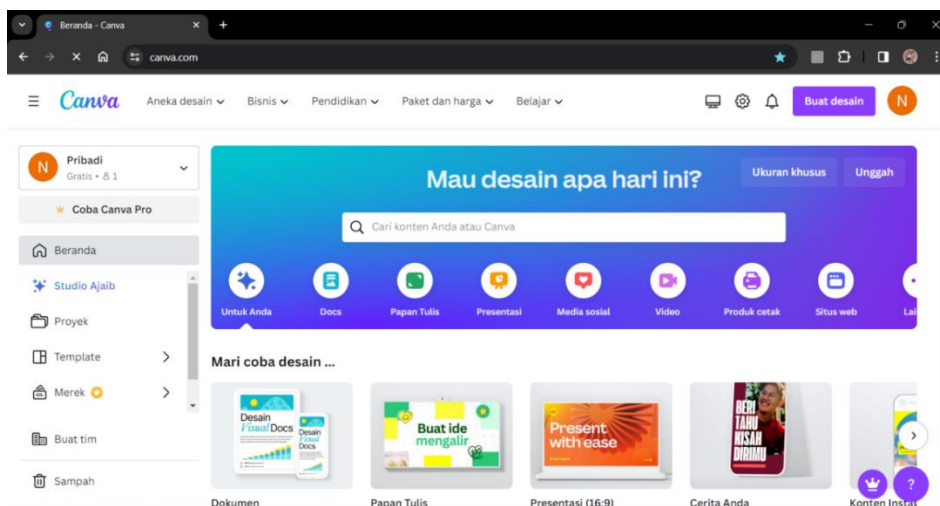 Beranda - Canva
canva.com
Canva
Aneka desain
Bisnis
Pendidikan
Paket dan harga
Belajar
Buat desain
N
N
Pribadi
Gratis • 1
Coba Canva Pro
Beranda
Studio Ajaib
Proyek
Template
Merek
Buat tim
Sampah
Mau desain apa hari ini?
Ukuran khusus
Unggah
Cari konten Anda atau Canva
Untuk Anda
Docs
Papan Tulis
Presentasi
Media sosial
Video
Produk cetak
Situs web
Lai
Mari coba desain ...
Desain
Visual Docs
Desain
Visual
Docs
Buat ide
mengalir
Present
with ease
BERI
TAHU
KISAH
DIRIMU
?
Dokumen
Papan Tulis
Presentasi (16:9)
Cerita Anda
Konten Instag